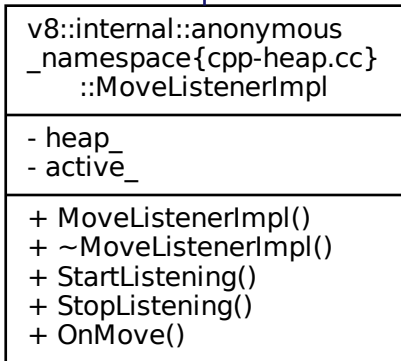 v8::internal::anonymous
_namespace{cpp-heap.cc}
::MoveListenerImpl
- heap_
- active_
+ MoveListenerImpl()
+ ~MoveListenerImpl()
+ StartListening()
+ StopListening()
+ OnMove()